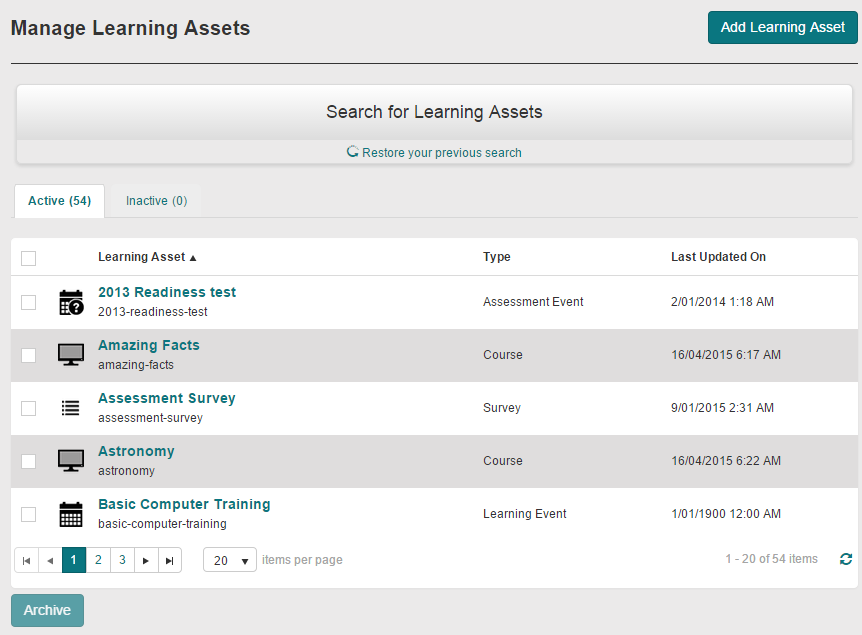 Manage Learning Assets
Add Learning Asset
Search for Learning Assets
Restore your previous search
Active (54)
Inactive (0)
Learning Asset ▲ Type Last Updated On
2013 Readiness test
2013-readiness-test
Assessment Event
2/01/2014 1:18 AM
Amazing Facts
amazing-facts
Course
16/04/2015 6:17 AM
Assessment Survey
assessment-survey
Survey
9/01/2015 2:31 AM
Astronomy
astronomy
Course
16/04/2015 6:22 AM
Basic Computer Training
basic-computer-training
Learning Event
1/01/1900 12:00 AM
1 2 3 20 items per page 1 - 20 of 54 items
Archive